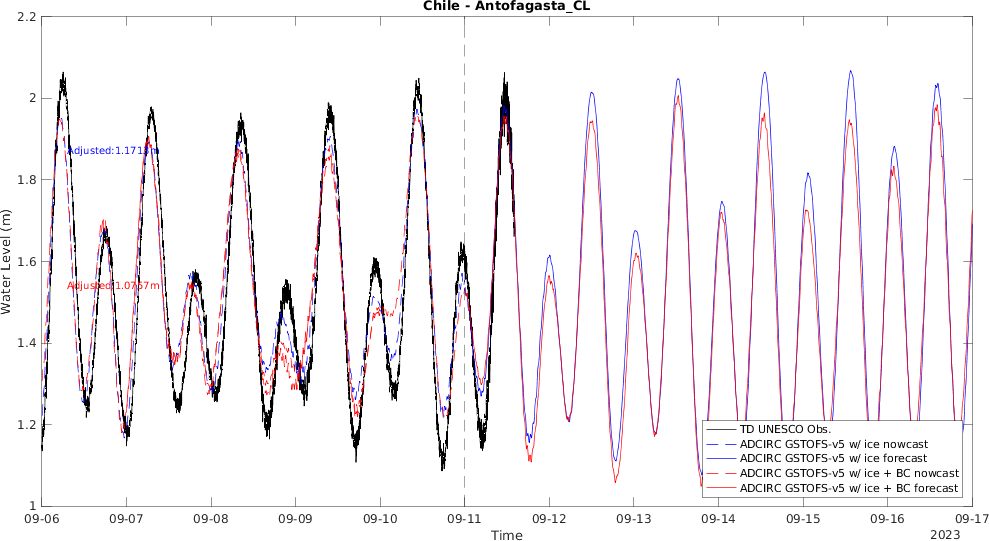 Chile - Antofagasta_CL
2.2
2
1.8
1.6
1.4
1.2
1
Water Level (m)
Adjusted:1.1713m
Adjusted:1.0757m
TD UNESCO Obs.
ADCIRC GSTOFS-v5 w/ ice nowcast
ADCIRC GSTOFS-v5 w/ ice forecast
ADCIRC GSTOFS-v5 w/ ice + BC nowcast
ADCIRC GSTOFS-v5 w/ ice + BC forecast
09-06 09-07 09-08 09-09 09-10 09-11 09-12 09-13 09-14 09-15 09-16 09-17
Time
2023